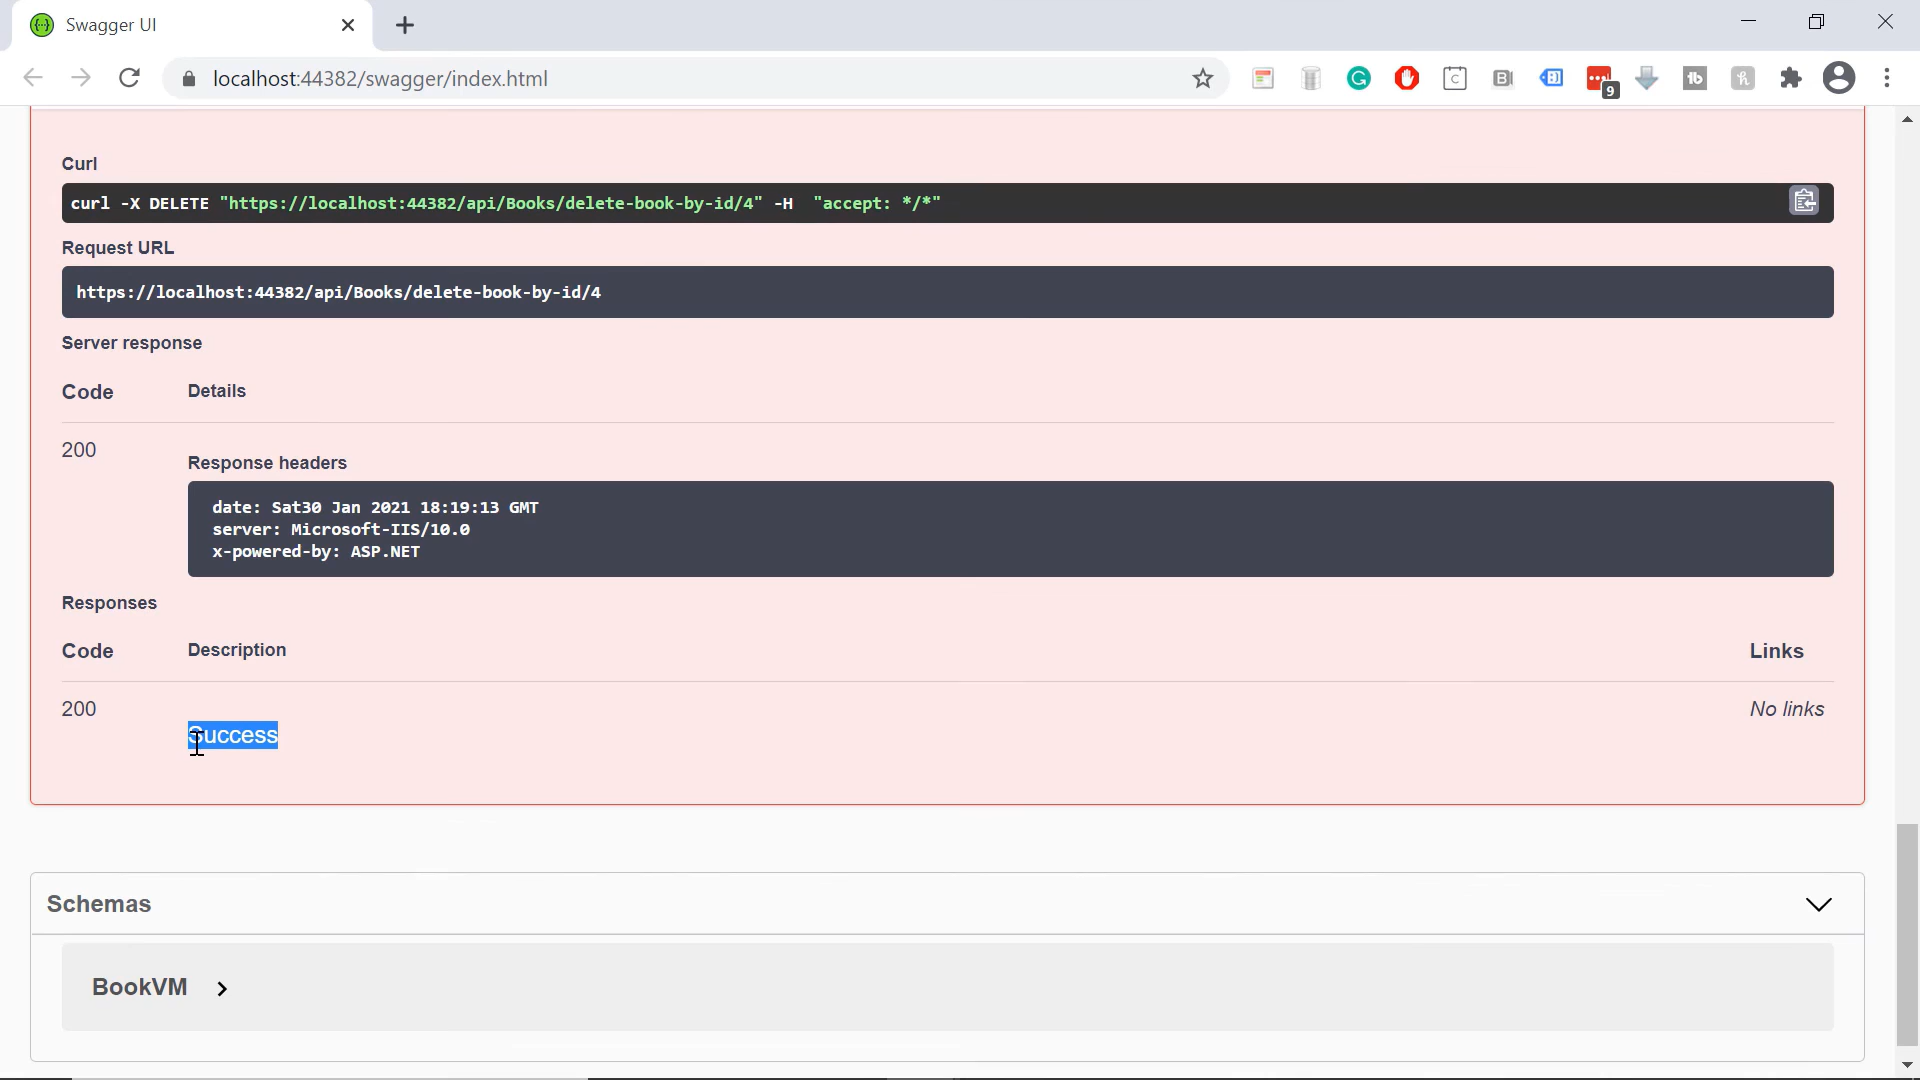 Swagger UI
localhost:44382/swagger/index.html
9
Curl
curl -X DELETE "https://localhost:44382/api/Books/delete-book-by-id/4" -H  "accept: */*"
Request URL
https://localhost:44382/api/Books/delete-book-by-id/4
Server response
Code Details
200
Response headers
date: Sat30 Jan 2021 18:19:13 GMT
server: Microsoft-IIS/10.0
x-powered-by: ASP.NET
Responses
Code Description Links
200 No links
Success
Schemas
BookVM